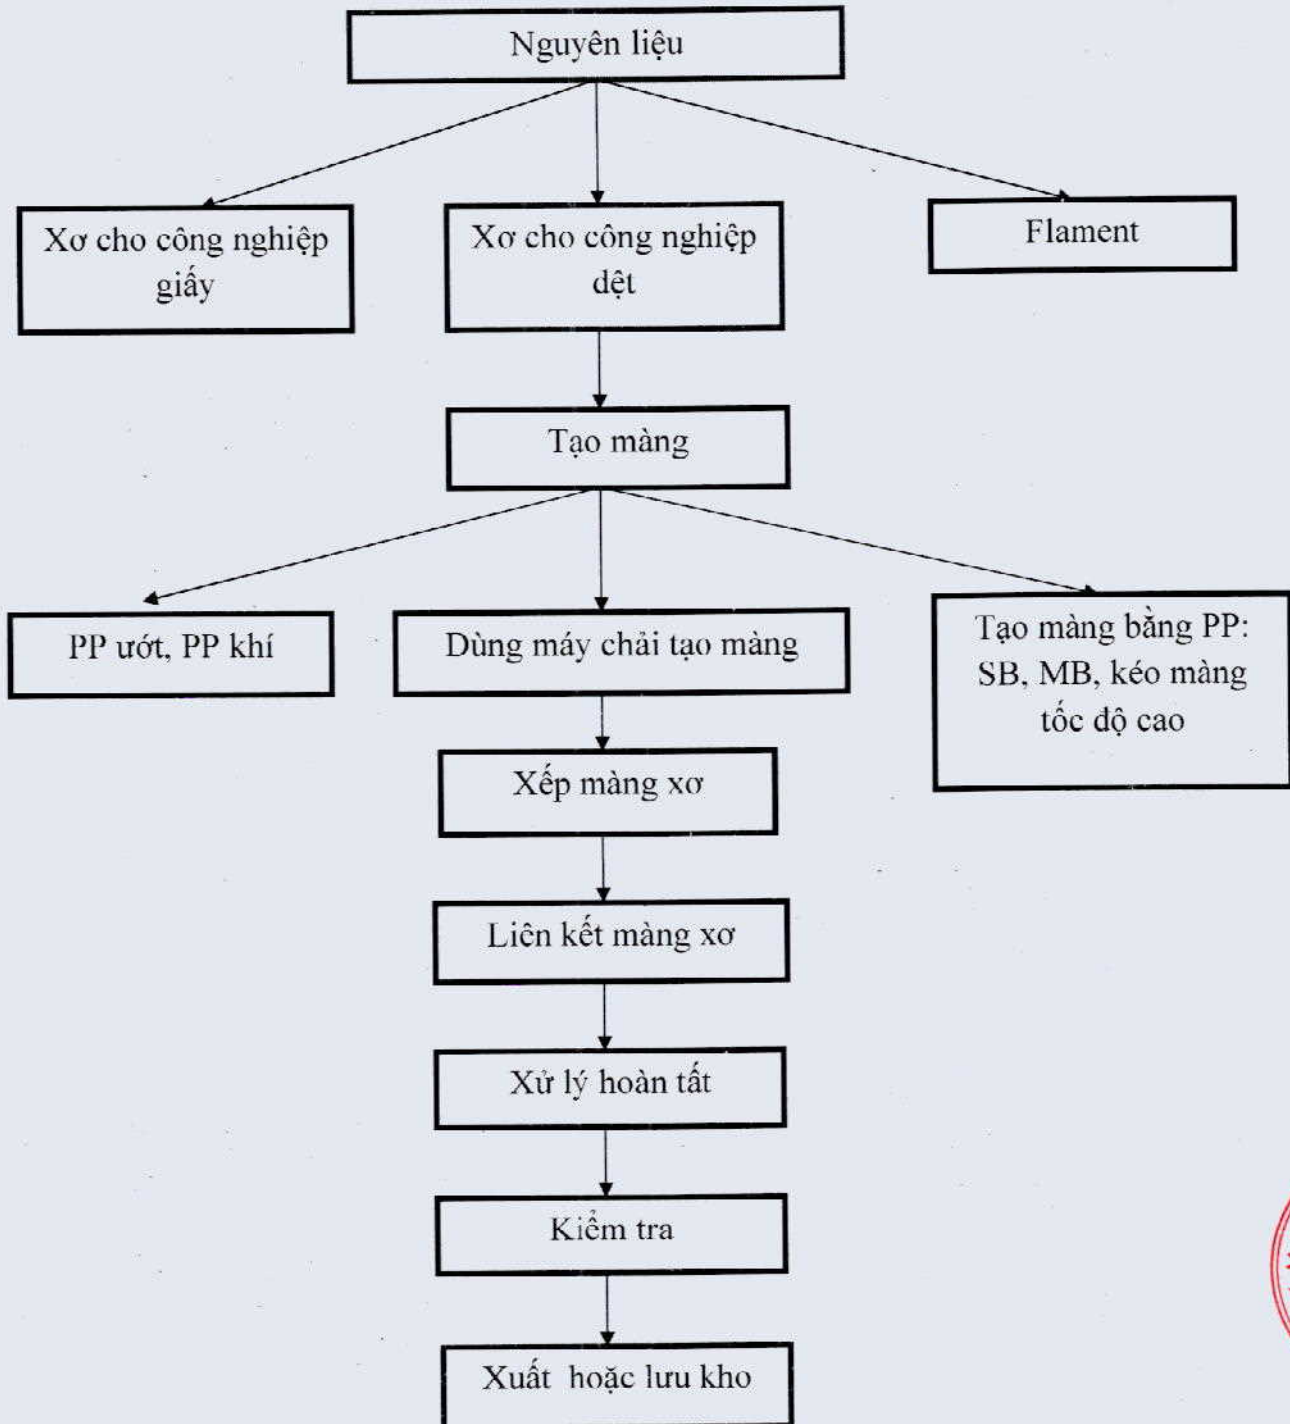 Nguyên liệu
Xơ cho công nghiệp
giấy
Xơ cho công nghiệp
dệt
Flament
Tạo màng
PP ướt, PP khí
Dùng máy chải tạo màng
Tạo màng bằng PP:
SB, MB, kéo màng
tốc độ cao
Xếp màng xơ
Liên kết màng xơ
Xử lý hoàn tất
Kiểm tra
Xuất hoặc lưu kho